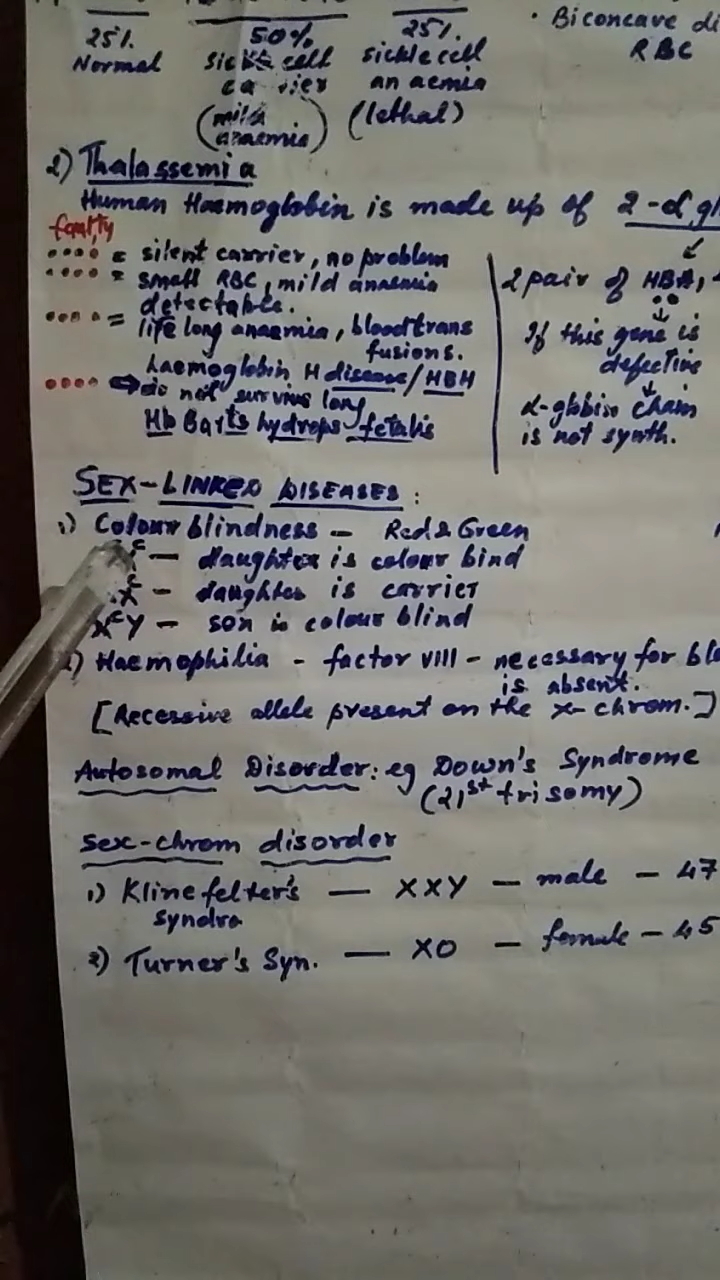 25% 50% 25%
Normal sickle cell sickle cell
carrier anaemia
(mild anaemia) (lethal)
• Biconcave di
RBC
2) Thalassemia
Human Haemoglobin is made up of 2-α gl
faulty
•••• = silent carrier, no problem
•••• = small RBC, mild anaemia
detectable.
•••• = life long anaemia, blood trans
fusions.
haemoglobin H disease/HBH
•••• ⇒ do not survive long
Hb Barts hydrops fetalis
2 pair of HBA,
↓
If this gene is
defective
↓
α-globin chain
is not synth.
SEX-LINKED DISEASES:
1) Colour blindness — Red & Green
— daughter is colour bind
— daughter is carrier
XᶜY — son is colour blind
Haemophilia - factor VIII - necessary for
is absent.
[Recessive allele present on the x-chrom.]
Autosomal Disorder: eg Down's Syndrome
(21st trisomy)
Sex-chrom disorder
1) Klinefelter's — XXY — male — 47
syndro
2) Turner's Syn. — XO — female — 45